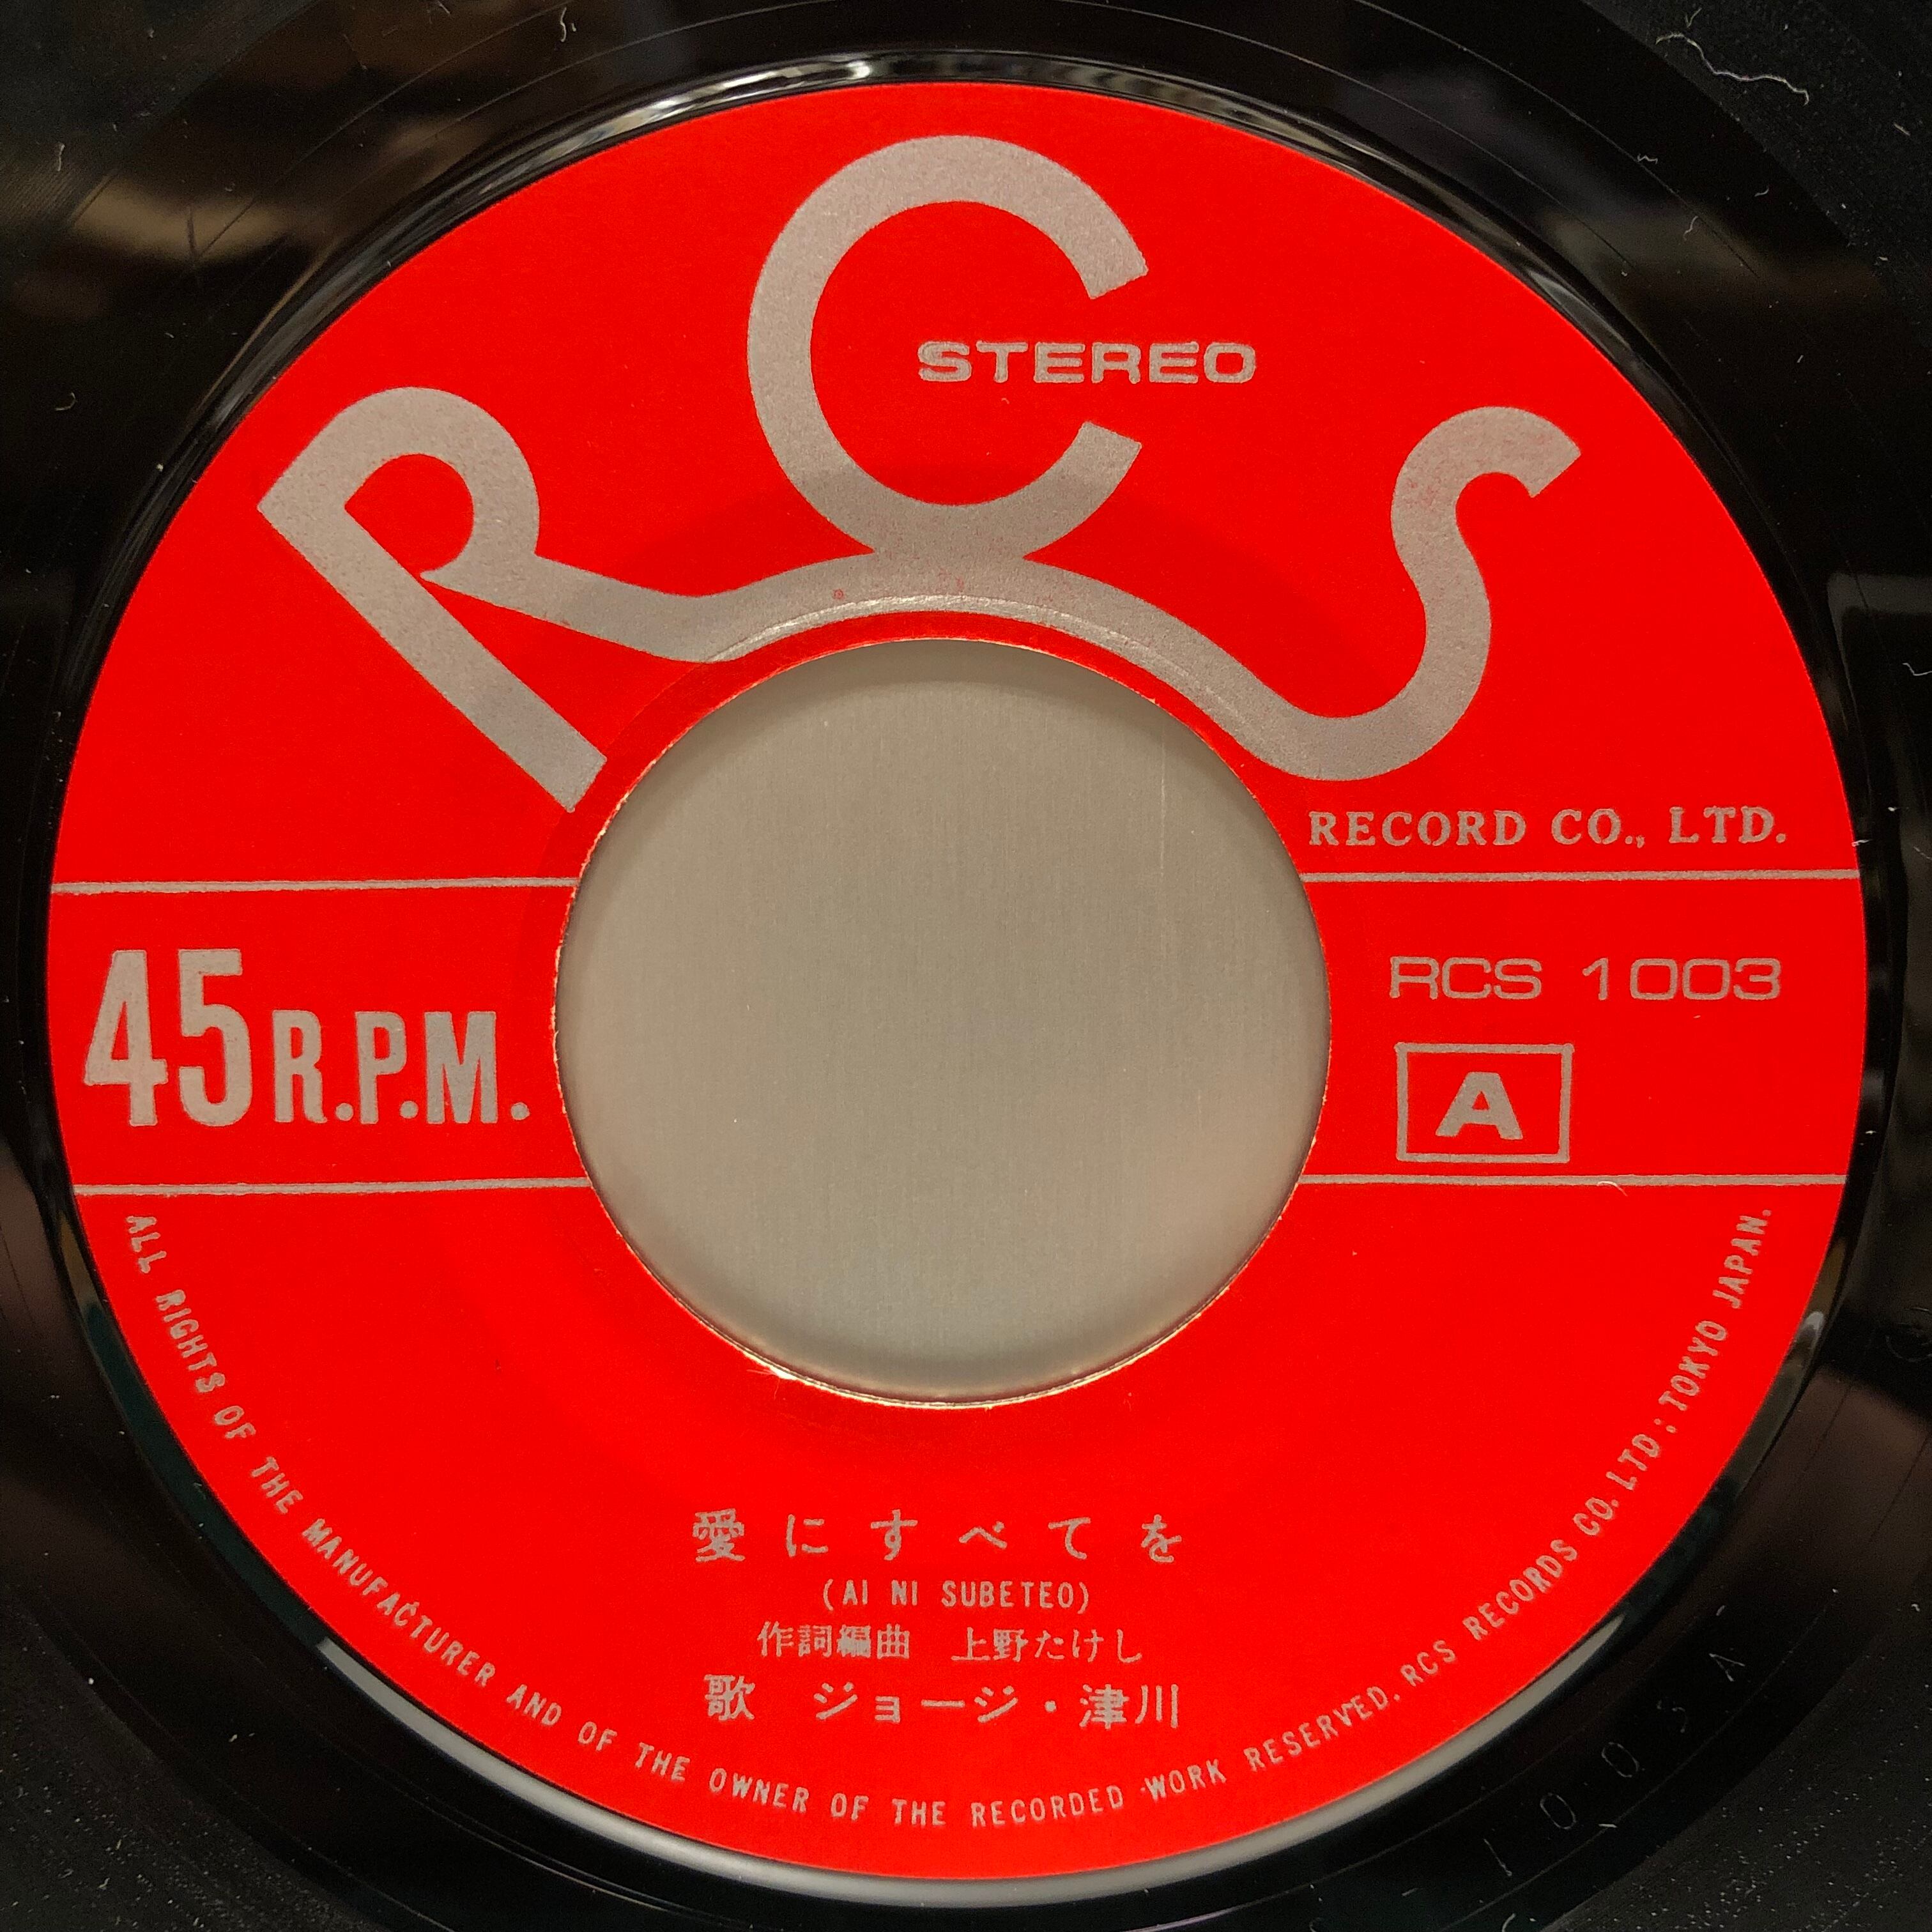 RCS
STEREO
RECORD CO., LTD.
45 R.P.M.
RCS 1003
A
愛にすべてを
(AI NI SUBETEO)
作詞編曲 上野たけし
歌 ジョージ・津川
ALL RIGHTS OF THE MANUFACTURER AND OF THE OWNER OF THE RECORDED WORK RESERVED. RCS RECORDS CO. LTD: TOKYO JAPAN.